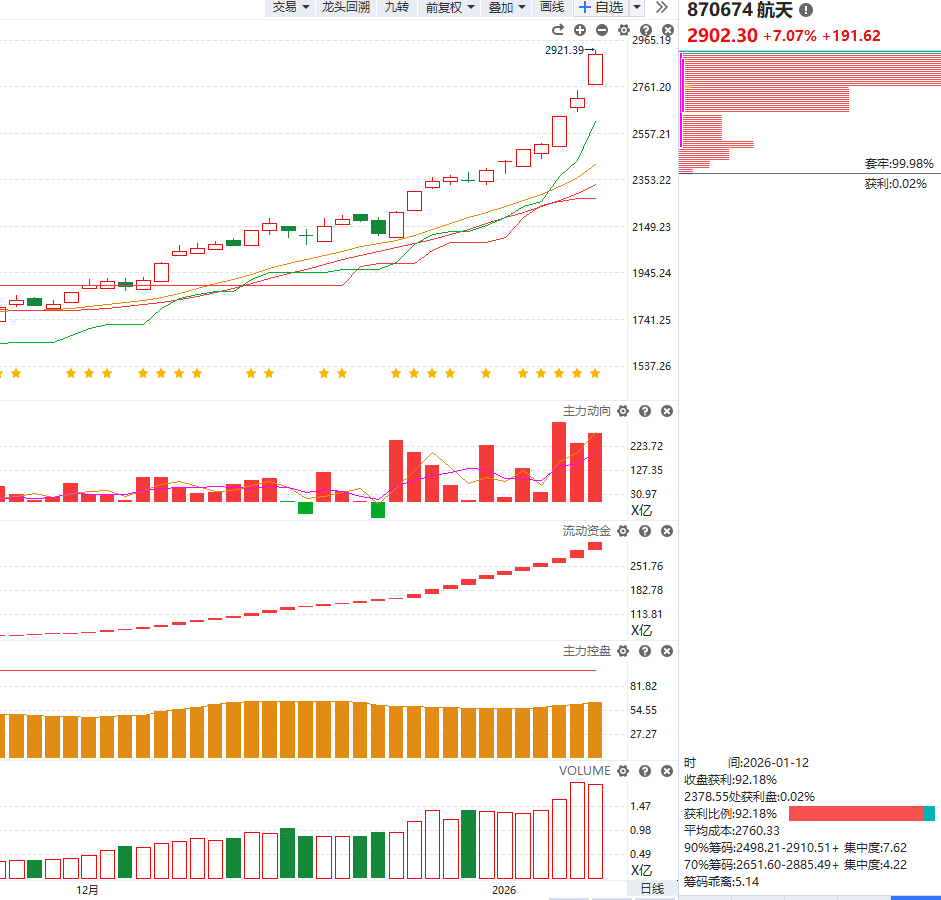 交易 龙头回溯 九转 前复权 叠加 画线 自选
870674 航天
2902.30 +7.07% +191.62
2965.19
2921.39
2761.20
2557.21
2353.22
2149.23
1945.24
1741.25
1537.26
套牢:99.98%
获利:0.02%
主力动向
223.72
127.35
30.97
X亿
流动资金
251.76
182.78
113.81
X亿
主力控盘
81.82
54.55
27.27
VOLUME
1.47
0.98
0.49
X亿
12月 2026 日线
时 间:2026-01-12
收盘获利:92.18%
2378.55处获利盘:0.02%
获利比例:92.18%
平均成本:2760.33
90%筹码:2498.21-2910.51+ 集中度:7.62
70%筹码:2651.60-2885.49+ 集中度:4.22
筹码乖离:5.14